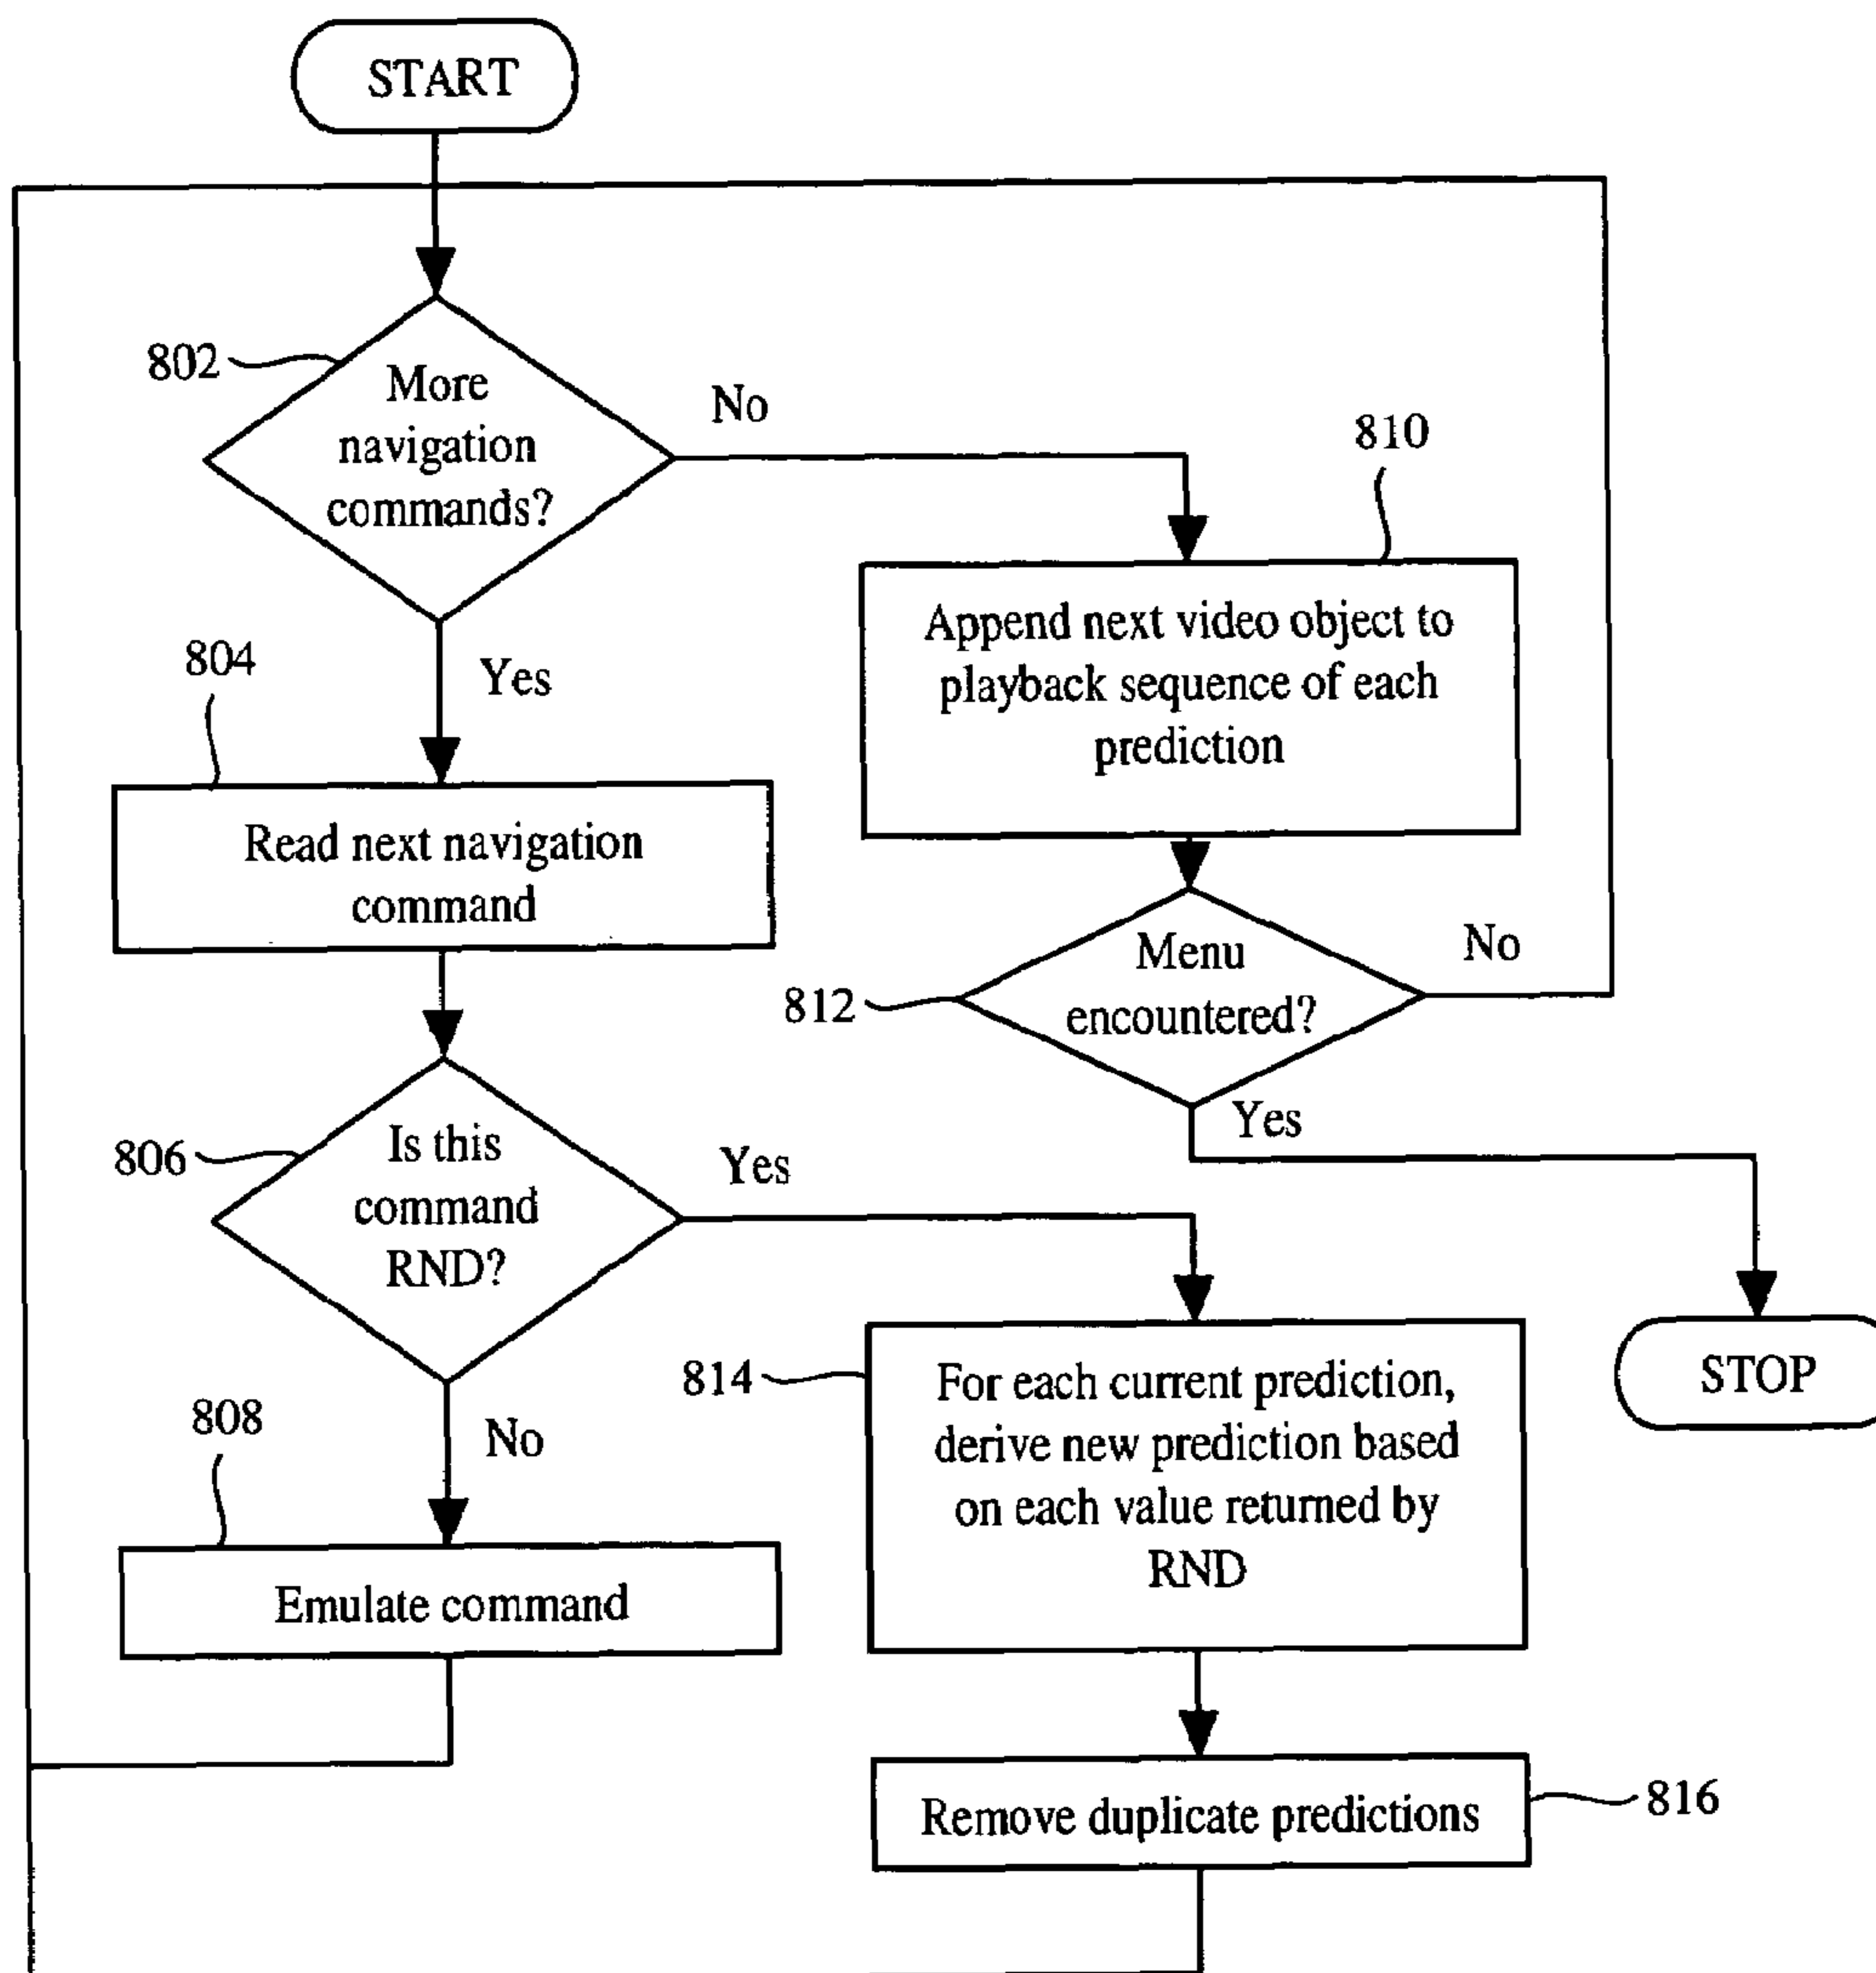 START
802
More
navigation
commands?
No
810
Append next video object to
playback sequence of each
prediction
Yes
804
Read next navigation
command
812
Menu
encountered?
No
Yes
806
Is this
command
RND?
Yes
814
For each current prediction,
derive new prediction based
on each value returned by
RND
STOP
808
No
Emulate command
Remove duplicate predictions
816